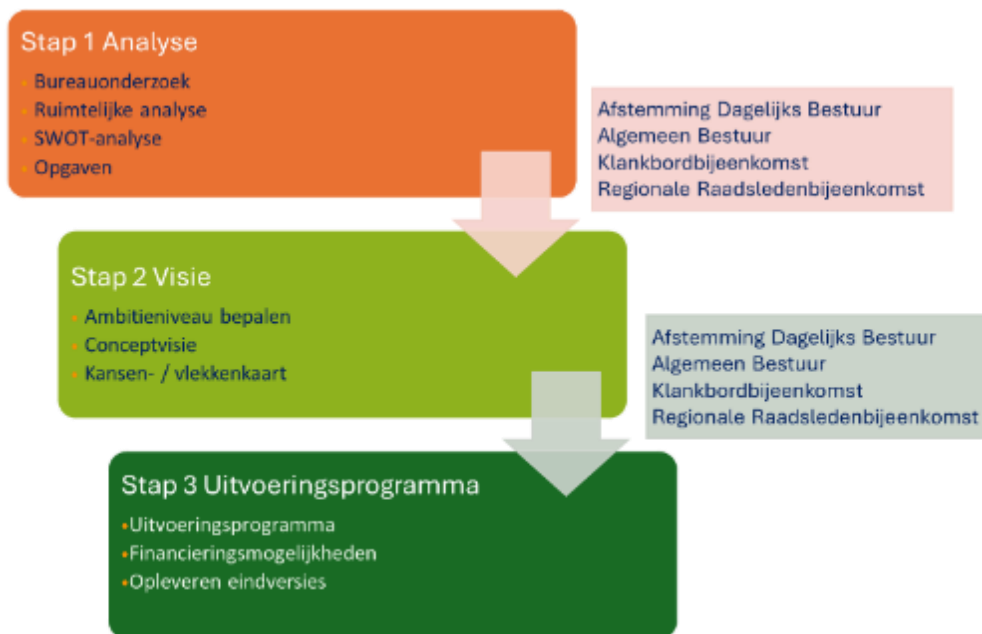 Stap 1 Analyse
• Bureauonderzoek
• Ruimtelijke analyse
• SWOT-analyse
• Opgaven
Afstemming Dagelijks Bestuur
Algemeen Bestuur
Klankbordbijeenkomst
Regionale Raadsledenbijeenkomst
Stap 2 Visie
• Ambitieniveau bepalen
• Conceptvisie
• Kansen- / vlekkenkaart
Afstemming Dagelijks Bestuur
Algemeen Bestuur
Klankbordbijeenkomst
Regionale Raadsledenbijeenkomst
Stap 3 Uitvoeringsprogramma
•Uitvoeringsprogramma
•Financieringsmogelijkheden
•Opleveren eindversies